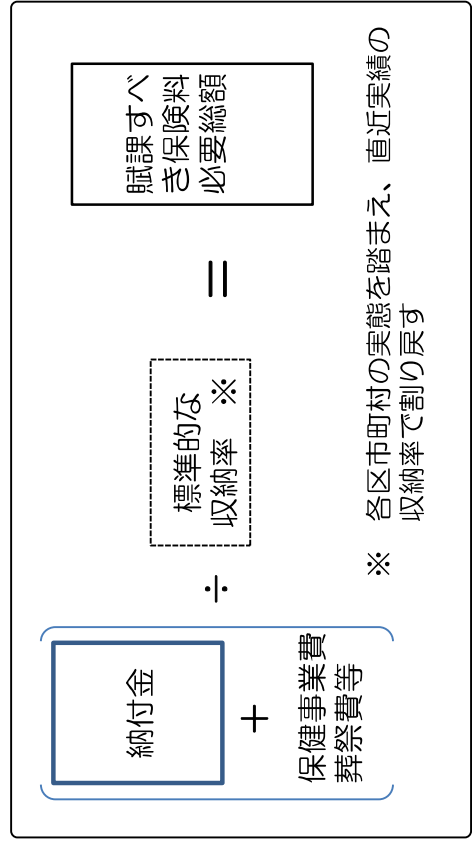 納付金
＋
保健事業費
葬祭費等
÷
標準的な
収納率 ※
＝
賦課すべ
き保険料
必要総額
※ 各区市町村の実態を踏まえ、直近実績の
収納率で割り戻す